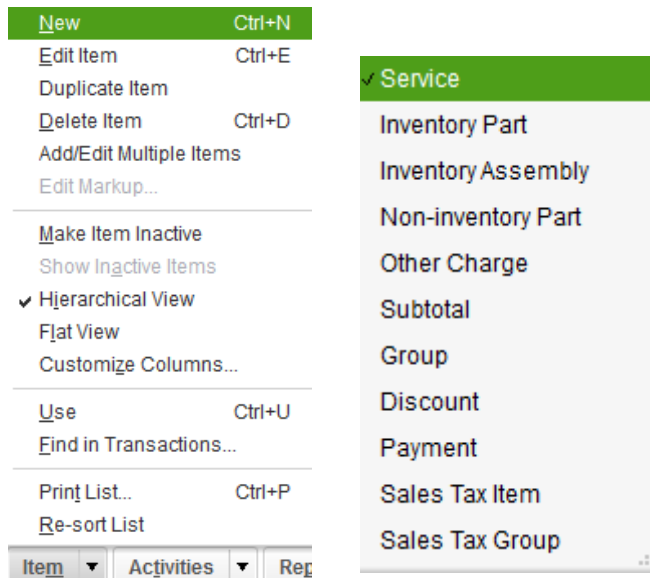 New Ctrl+N
Edit Item Ctrl+E
Duplicate Item
Delete Item Ctrl+D
Add/Edit Multiple Items
Edit Markup...
Make Item Inactive
Show Inactive Items
Hierarchical View
Flat View
Customize Columns...
Use Ctrl+U
Find in Transactions...
Print List... Ctrl+P
Re-sort List
Item Activities Rep
Service
Inventory Part
Inventory Assembly
Non-inventory Part
Other Charge
Subtotal
Group
Discount
Payment
Sales Tax Item
Sales Tax Group